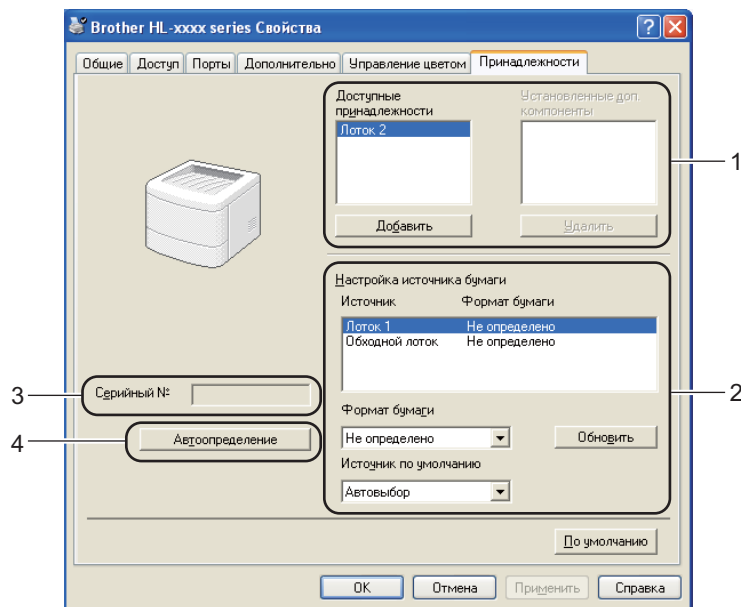 Brother HL-xxxx series Свойства
Общие Доступ Порты Дополнительно Управление цветом Принадлежности
Доступные принадлежности
Установленные доп. компоненты
Лоток 2
1
Добавить Удалить
Настройка источника бумаги
Источник Формат бумаги
Лоток 1 Не определено
Обходной лоток Не определено
2
3
Серийный №
Формат бумаги
4
Автоопределение
Не определено Обновить
Источник по умолчанию
Автовыбор
По умолчанию
OK Отмена Применить Справка